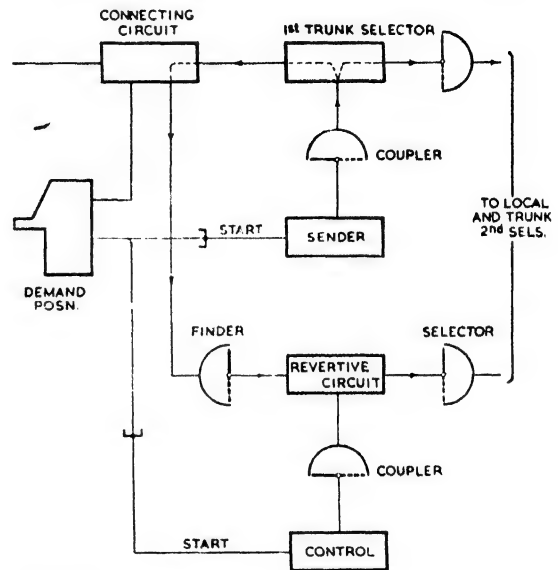 CONNECTING
CIRCUIT
1st TRUNK SELECTOR
COUPLER
TO LOCAL
AND TRUNK
2nd SELS.
START
SENDER
DEMAND
POSN.
FINDER
SELECTOR
REVERTIVE
CIRCUIT
COUPLER
START
CONTROL